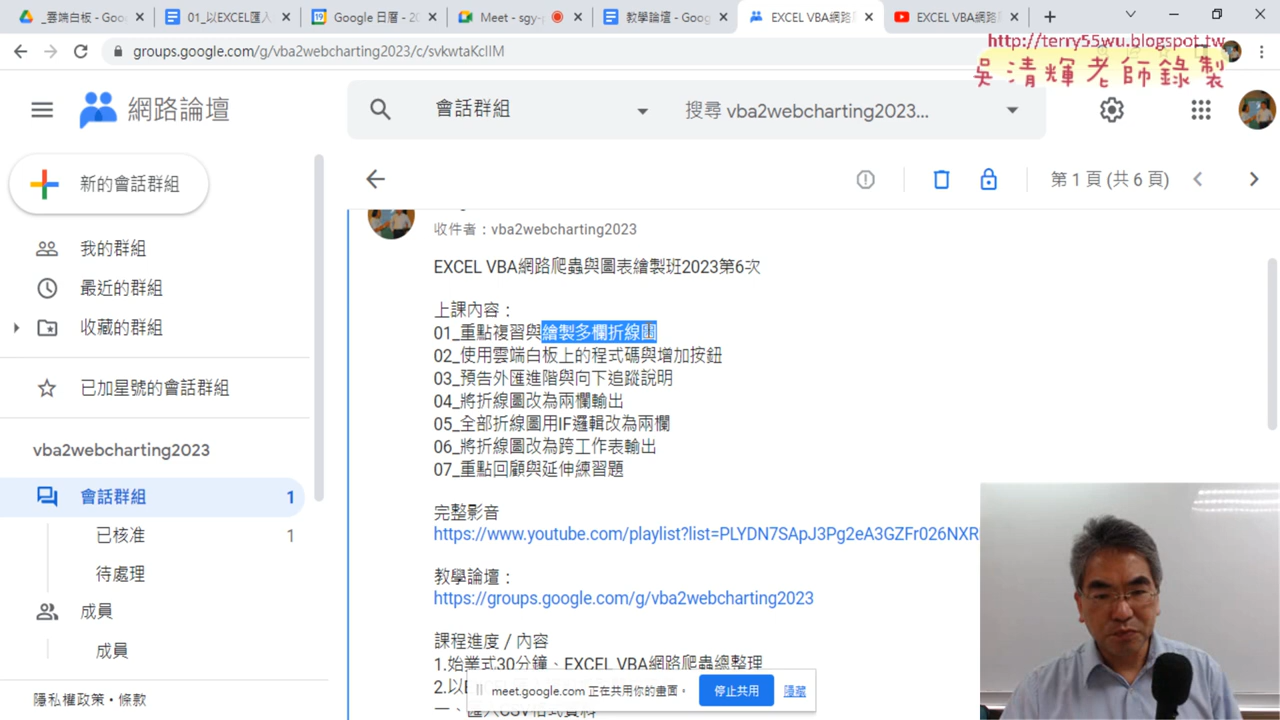 _雲端白板 - Goo
01_以EXCEL匯入
Google 日曆 - 20
Meet - sgy-
教學論壇 - Goog
EXCEL VBA網路
EXCEL VBA網路
groups.google.com/g/vba2webcharting2023/c/svkwtaKcIIM
http://terry55wu.blogspot.tw
吳清輝老師錄製
網路論壇
會話群組
搜尋 vba2webcharting2023...
新的會話群組
第 1 頁 (共 6 頁)
我的群組
最近的群組
收藏的群組
已加星號的會話群組
vba2webcharting2023
會話群組 1
已核准 1
待處理
成員
成員
隱私權政策・條款
收件者：vba2webcharting2023
EXCEL VBA網路爬蟲與圖表繪製班2023第6次
上課內容：
01_重點複習與繪製多欄折線圖
02_使用雲端白板上的程式碼與增加按鈕
03_預告外匯進階與向下追蹤說明
04_將折線圖改為兩欄輸出
05_全部折線圖用IF邏輯改為兩欄
06_將折線圖改為跨工作表輸出
07_重點回顧與延伸練習題
完整影音
https://www.youtube.com/playlist?list=PLYDN7SApJ3Pg2eA3GZFr026NXR
教學論壇：
https://groups.google.com/g/vba2webcharting2023
課程進度 / 內容
1.始業式30分鐘、EXCEL VBA網路爬蟲總整理
2.以E
一、匯入CSV格式資料
meet.google.com 正在共用你的畫面。
停止共用
隱藏